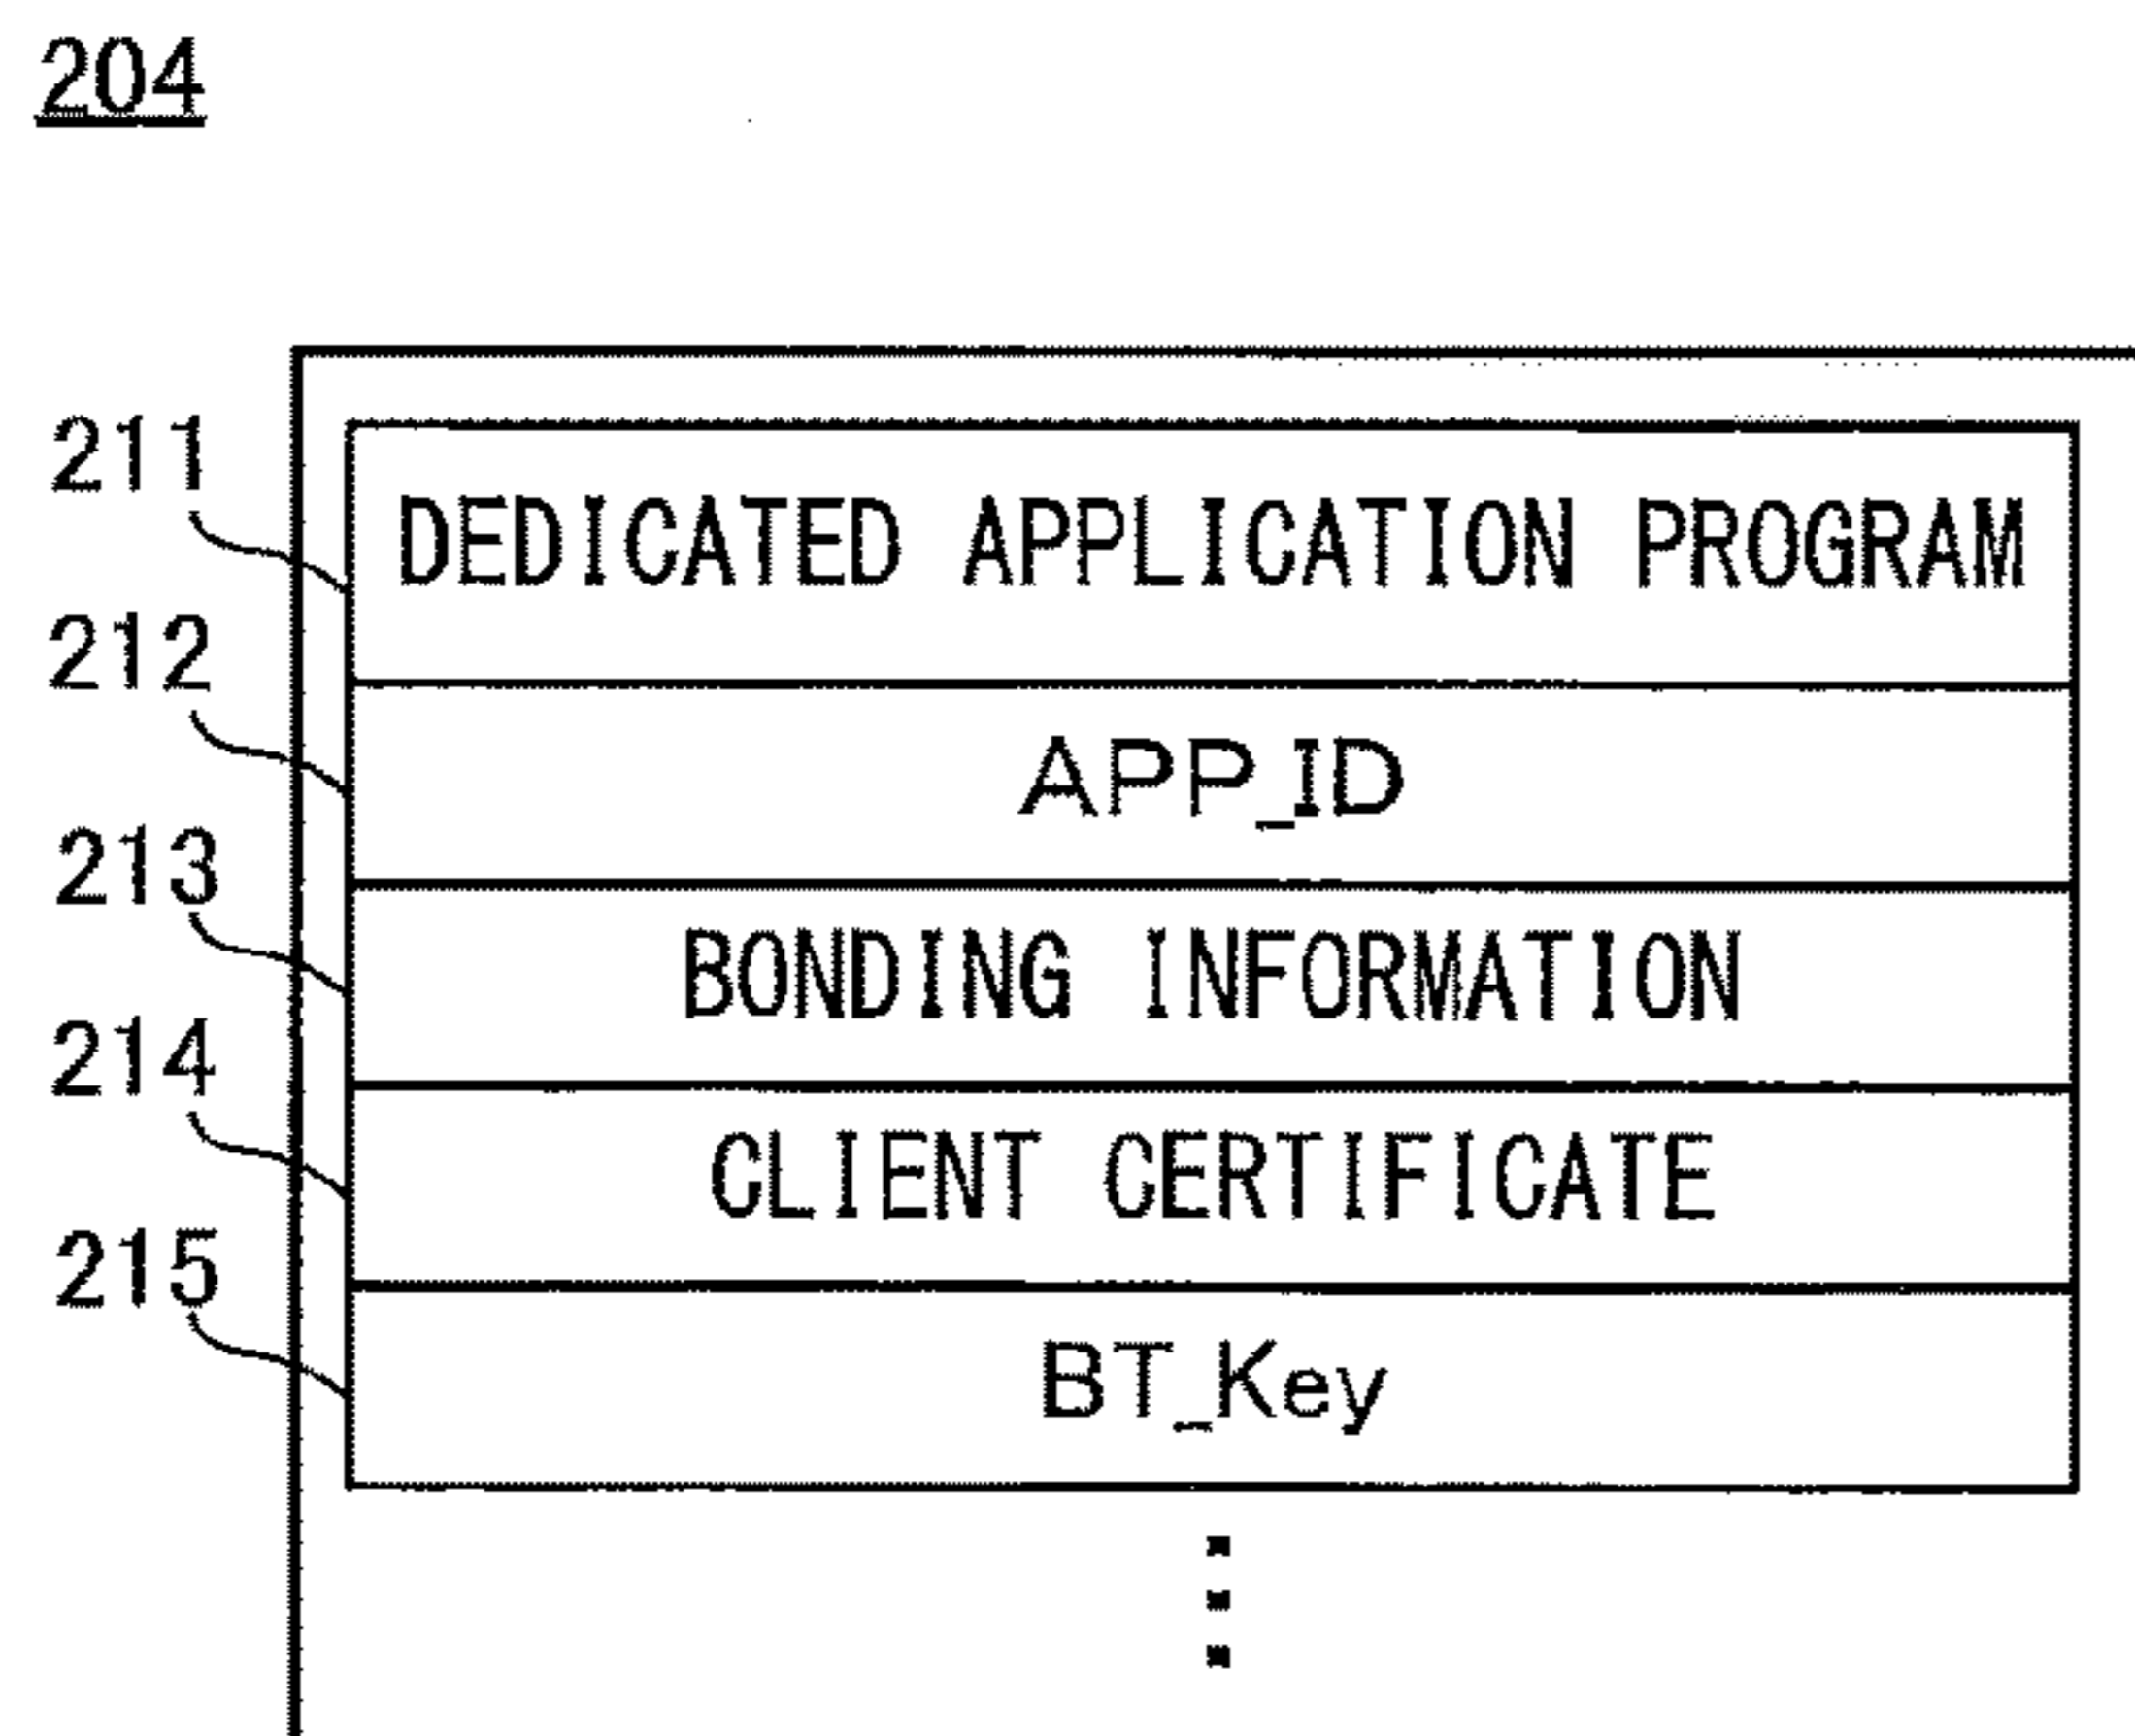 204
211
DEDICATED APPLICATION PROGRAM
212
APP_ID
213
BONDING INFORMATION
214
CLIENT CERTIFICATE
215
BT_Key